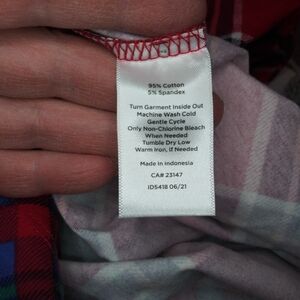 95% Cotton
5% Spandex
Turn Garment Inside Out
Machine Wash Cold
Gentle Cycle
Only Non-Chlorine Bleach
When Needed
Tumble Dry Low
Warm Iron, If Needed
Made in Indonesia
CA# 23147
ID5418 06/21